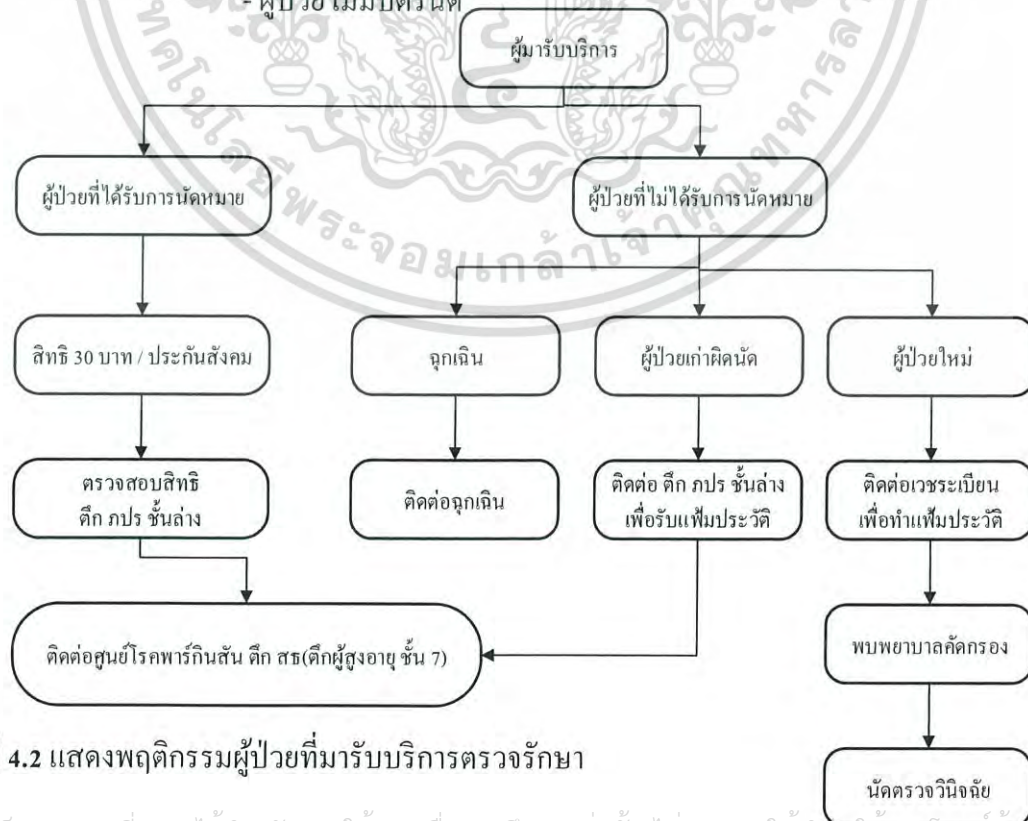 - ผู้ป่วยไม่มีบัตรนัด
ผู้มารับบริการ
ผู้ป่วยที่ได้รับการนัดหมาย
ผู้ป่วยที่ไม่ได้รับการนัดหมาย
สิทธิ 30 บาท / ประกันสังคม
ฉุกเฉิน
ผู้ป่วยเก่าผิดนัด
ผู้ป่วยใหม่
ตรวจสอบสิทธิ
ตึก ภปร ชั้นล่าง
ติดต่อฉุกเฉิน
ติดต่อ ตึก ภปร ชั้นล่าง
เพื่อรับแฟ้มประวัติ
ติดต่อเวชระเบียน
เพื่อทำแฟ้มประวัติ
ติดต่อศูนย์โรคพาร์กินสัน ตึก สธ(ตึกผู้สูงอายุ ชั้น 7)
พบพยาบาลคัดกรอง
นัดตรวจวินิจฉัย
4.2 แสดงพฤติกรรมผู้ป่วยที่มารับบริการตรวจรักษา